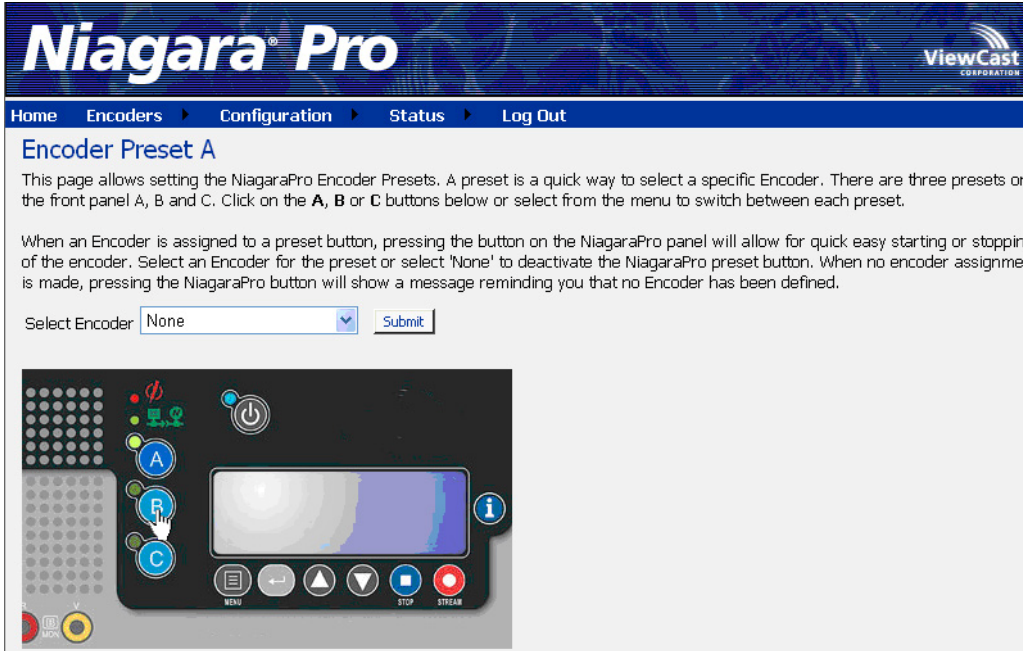 Niagara® Pro
ViewCast
CORPORATION
Home Encoders Configuration Status Log Out
Encoder Preset A
This page allows setting the NiagaraPro Encoder Presets. A preset is a quick way to select a specific Encoder. There are three presets on
the front panel A, B and C. Click on the A, B or C buttons below or select from the menu to switch between each preset.
When an Encoder is assigned to a preset button, pressing the button on the NiagaraPro panel will allow for quick easy starting or stoppin
of the encoder. Select an Encoder for the preset or select 'None' to deactivate the NiagaraPro preset button. When no encoder assignme
is made, pressing the NiagaraPro button will show a message reminding you that no Encoder has been defined.
Select Encoder None Submit
A
B
C
i
MENU STOP STREAM
R V
MON